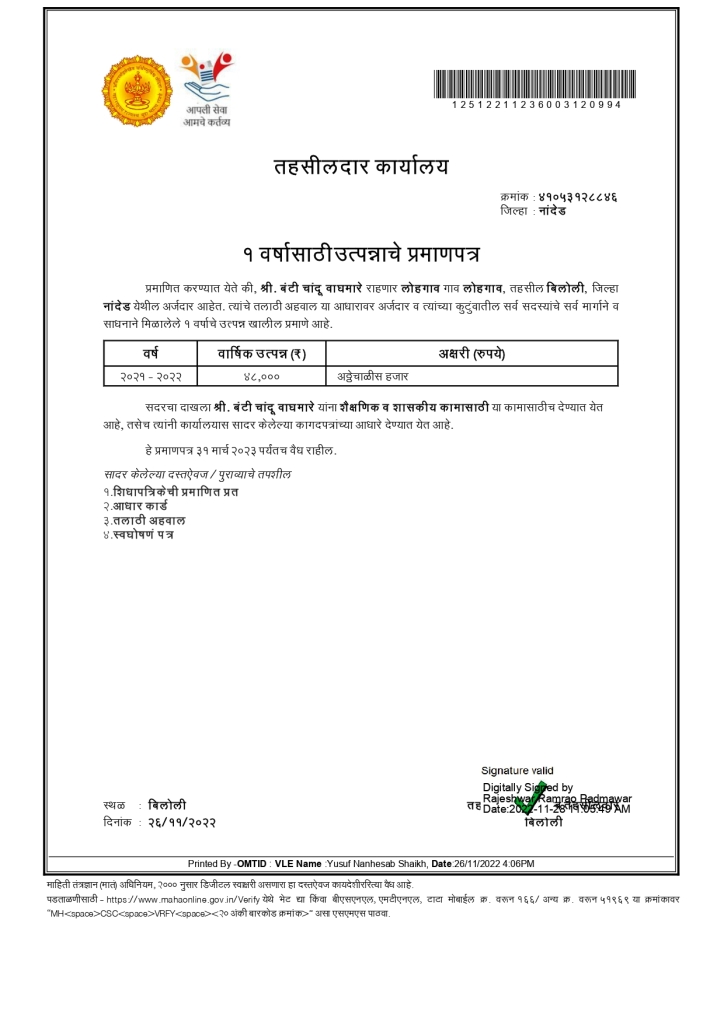 आपली सेवा
आमचे कर्तव्य
12512211236003120994
तहसीलदार कार्यालय
क्रमांक : ४१०५३१२८८४६
जिल्हा : नांदेड
१ वर्षासाठी उत्पन्नाचे प्रमाणपत्र
प्रमाणित करण्यात येते की, श्री. बंटी चांदू वाघमारे राहणार लोहगाव गाव लोहगाव, तहसील बिलोली, जिल्हा
नांदेड येथील अर्जदार आहेत. त्यांचे तलाठी अहवाल या आधारावर अर्जदार व त्यांच्या कुटुंवातील सर्व सदस्यांचे सर्व मार्गाने व
साधनाने मिळालेले १ वर्पाचे उत्पन्न खालील प्रमाणे आहे.
वर्ष वार्षिक उत्पन्न (₹) अक्षरी (रुपये)
२०२१ - २०२२ ४८,००० अठ्ठेचाळीस हजार
सदरचा दाखला श्री. बंटी चांदू वाघमारे यांना शैक्षणिक व शासकीय कामासाठी या कामासाठीच देण्यात येत
आहे, तसेच त्यांनी कार्यालयास सादर केलेल्या कागदपत्रांच्या आधारे देण्यात येत आहे.
हे प्रमाणपत्र ३१ मार्च २०२३ पर्यंतच वैध राहील.
सादर केलेल्या दस्तऐवज / पुराव्याचे तपशील
१.शिधापत्रिकेची प्रमाणित प्रत
२.आधार कार्ड
३.तलाठी अहवाल
४.स्वघोषणं पत्र
Signature valid
Digitally Signed by
Rajeshwar Ramrao Padmawar
Date:2022-11-28 11:05:49 AM
स्थळ : बिलोली
दिनांक : २६/११/२०२२
बिलोली
Printed By -OMTID : VLE Name :Yusuf Nanhesab Shaikh, Date:26/11/2022 4:06PM
माहिती तंत्रज्ञान (मातं) अधिनियम, २००० नुसार डिजीटल स्वाक्षरी असणारा हा दस्तऐवज कायदेशीररित्या वैध आहे.
पडताळणीसाठी - https://www.mahaonline.gov.in/Verify येथे भेट द्या किंवा बीएसएनएल, एमटीएनएल, टाटा मोबाईल क्र. वरून १६६/ अन्य क्र. वरून ५१९६९ या क्रमांकावर
"MH<space>CSC<space>VRFY<space><२० अंकी बारकोड क्रमांक>" असा एसएमएस पाठवा.